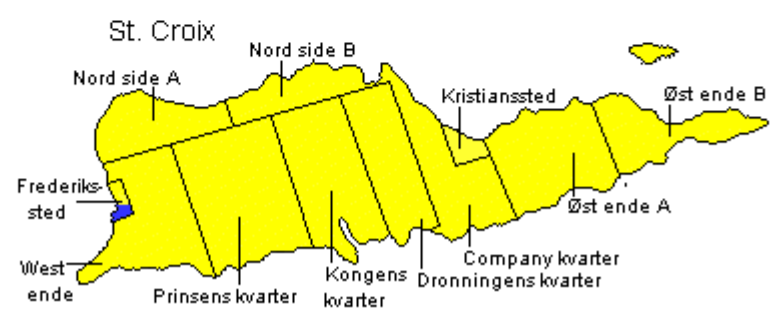 St. Croix
Nord side B
Nord side A
Kristianssted
Øst ende B
Frederiks-
sted
Øst ende A
West
ende
Company kvarter
Kongens
kvarter
Dronningens kvarter
Prinsens kvarter